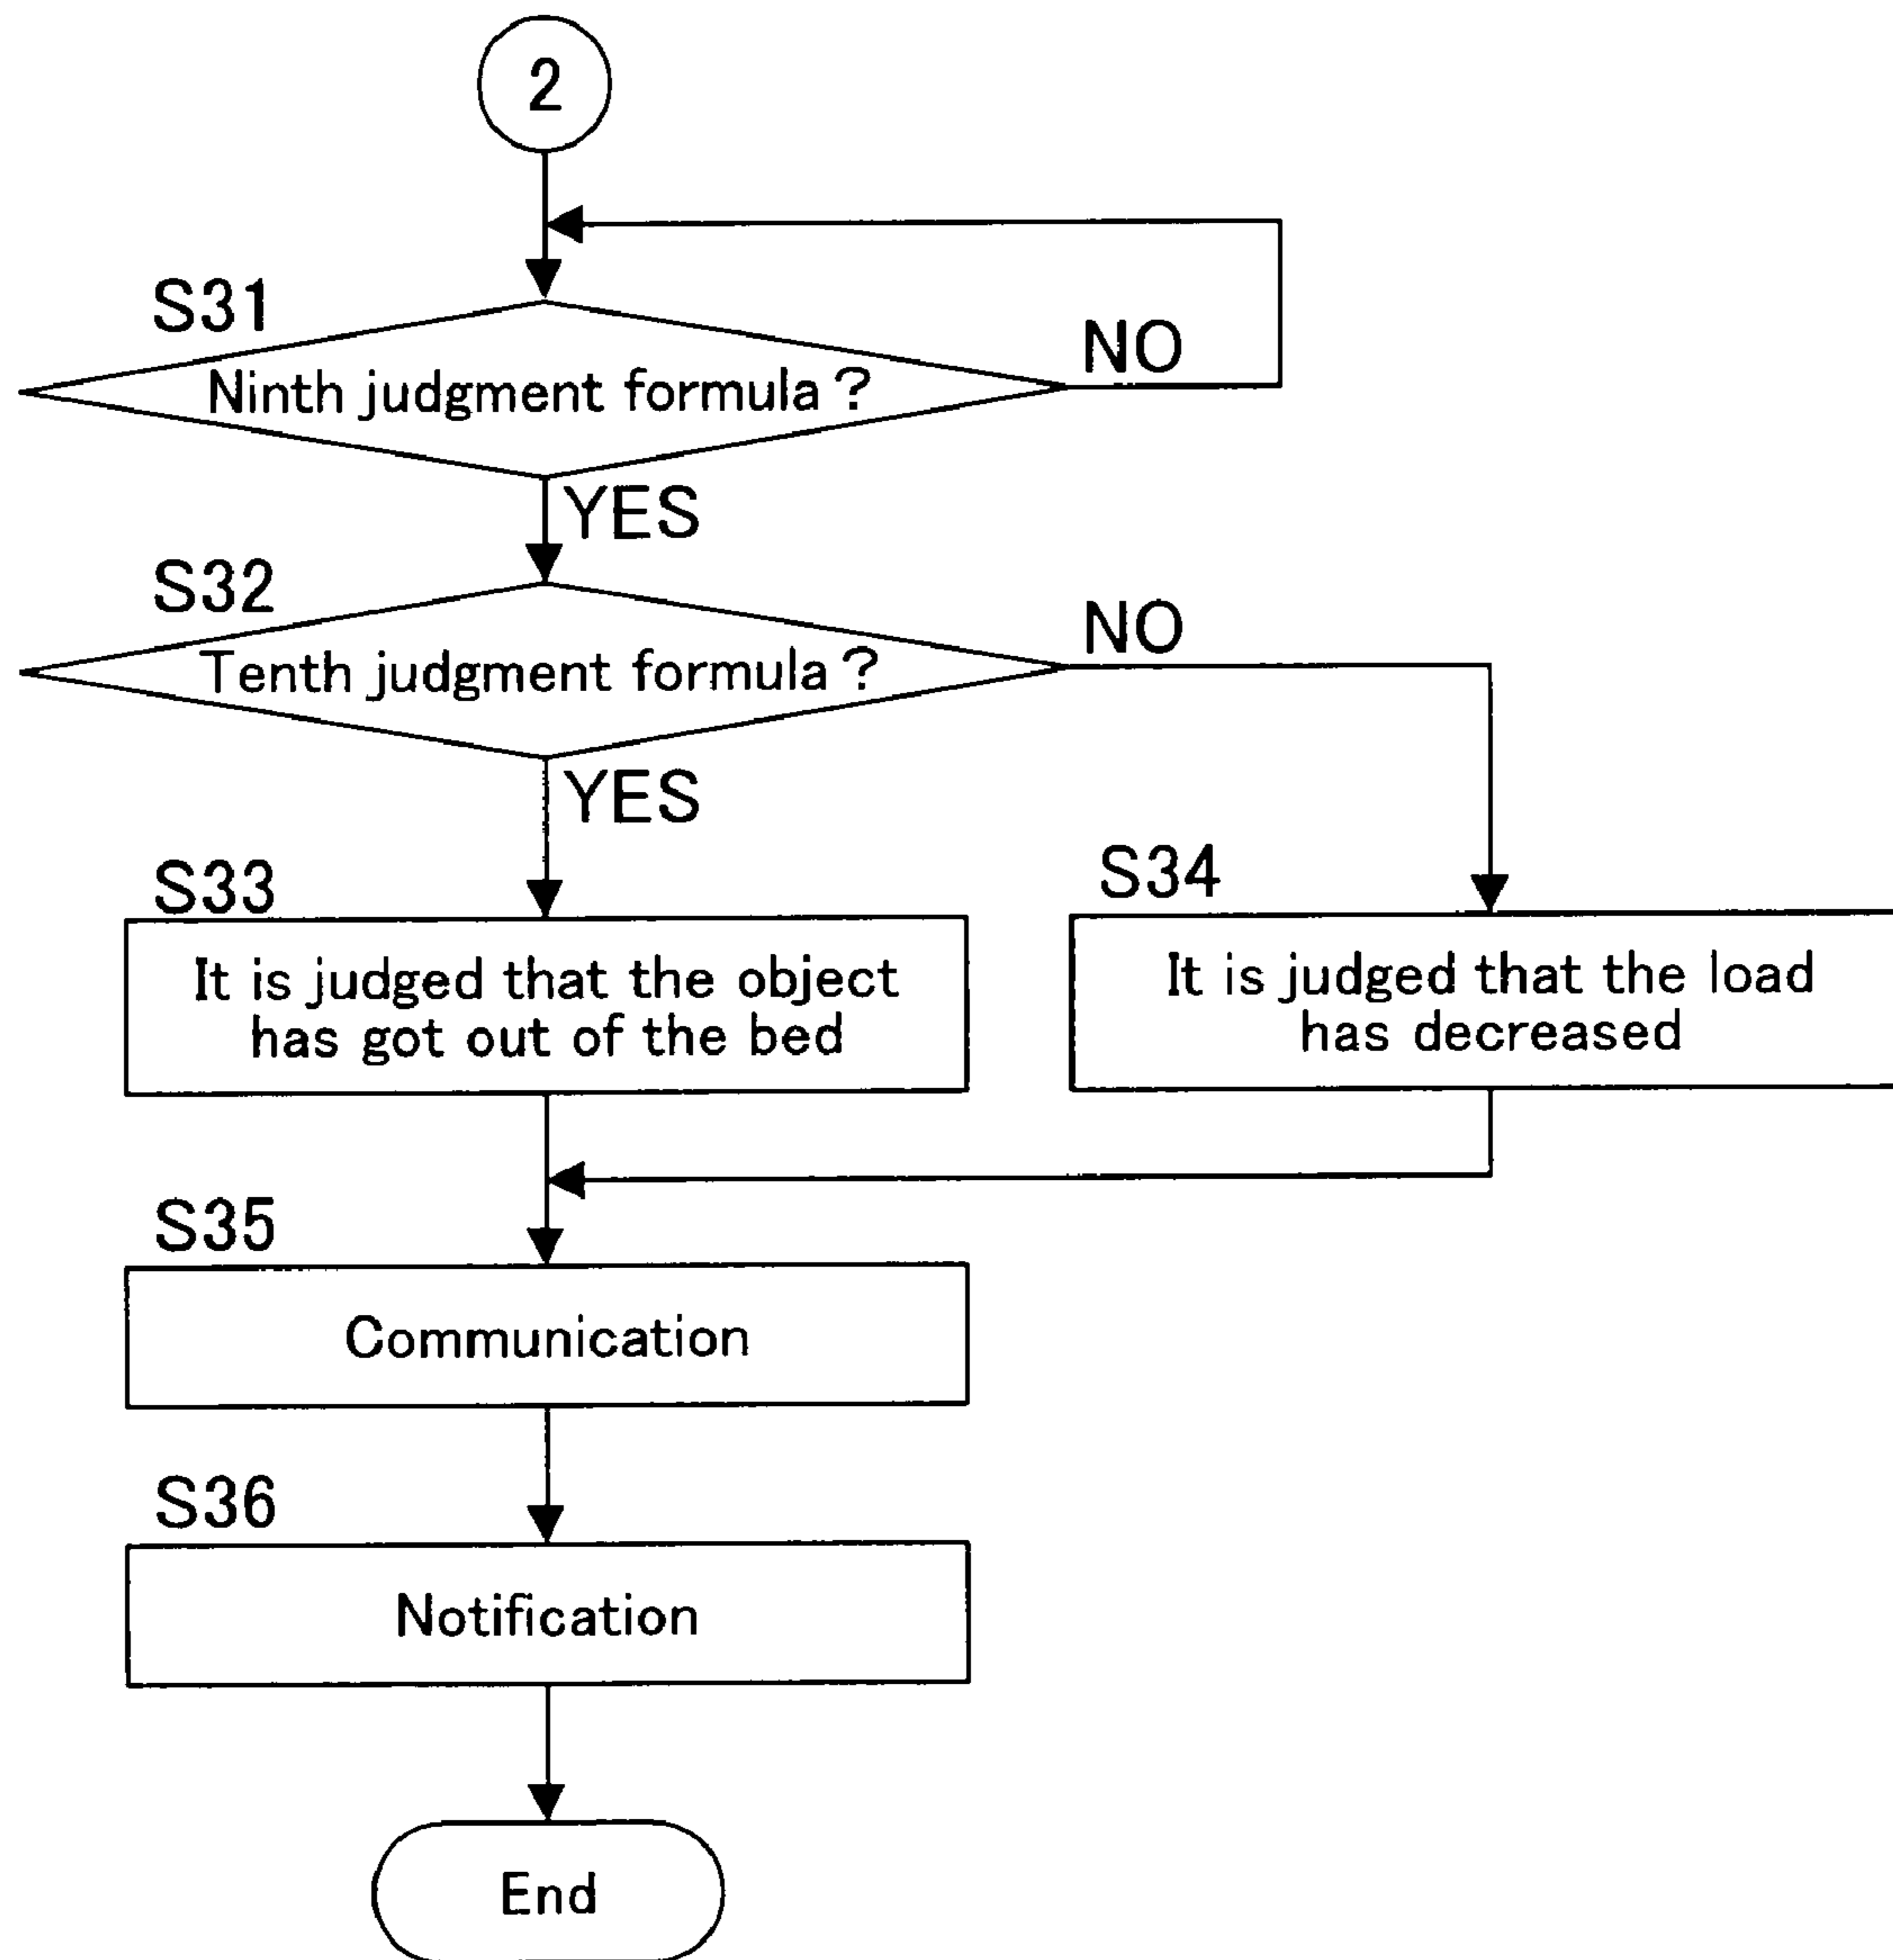 2
S31
Ninth judgment formula ?
NO
YES
S32
Tenth judgment formula ?
NO
YES
S33
It is judged that the object
has got out of the bed
S34
It is judged that the load
has decreased
S35
Communication
S36
Notification
End